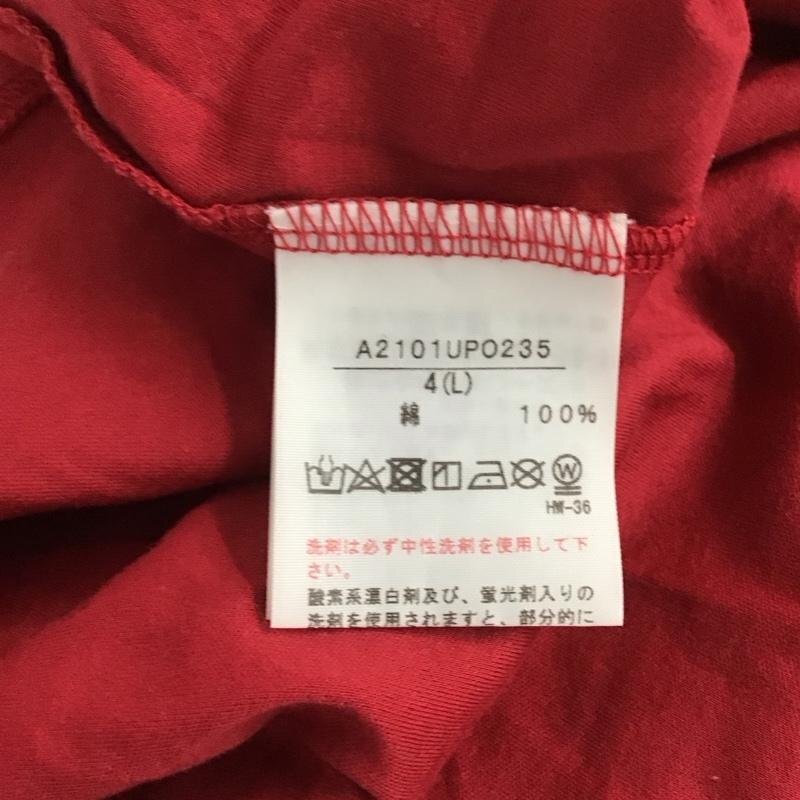 A2101UPO235
4(L)
綿 100%
W
HW-36
洗剤は必ず中性洗剤を使用して下
さい。
酸素系漂白剤及び、蛍光剤入りの
洗剤を使用されますと、部分的に